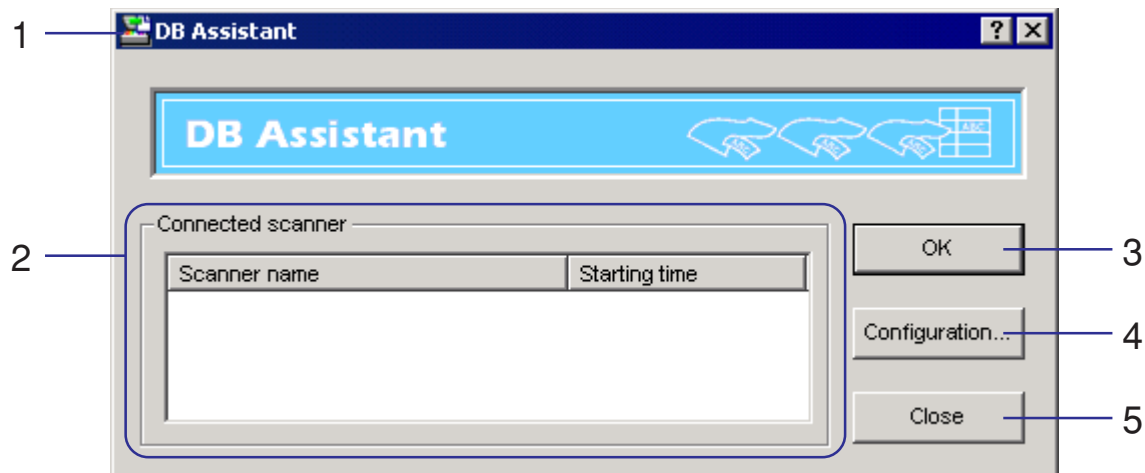 1
DB Assistant
DB Assistant
ABC ABC ABC ABC
2
Connected scanner
Scanner name Starting time
OK
3
Configuration...
4
Close
5